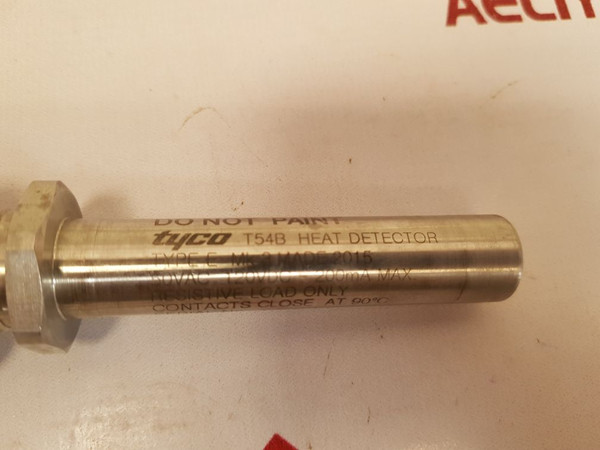 AELIY
DO NOT PAINT
tyco T54B HEAT DETECTOR
TYPE E MADE 2015
200mA MAX
RESISTIVE LOAD ONLY
CONTACTS CLOSE AT 90°C